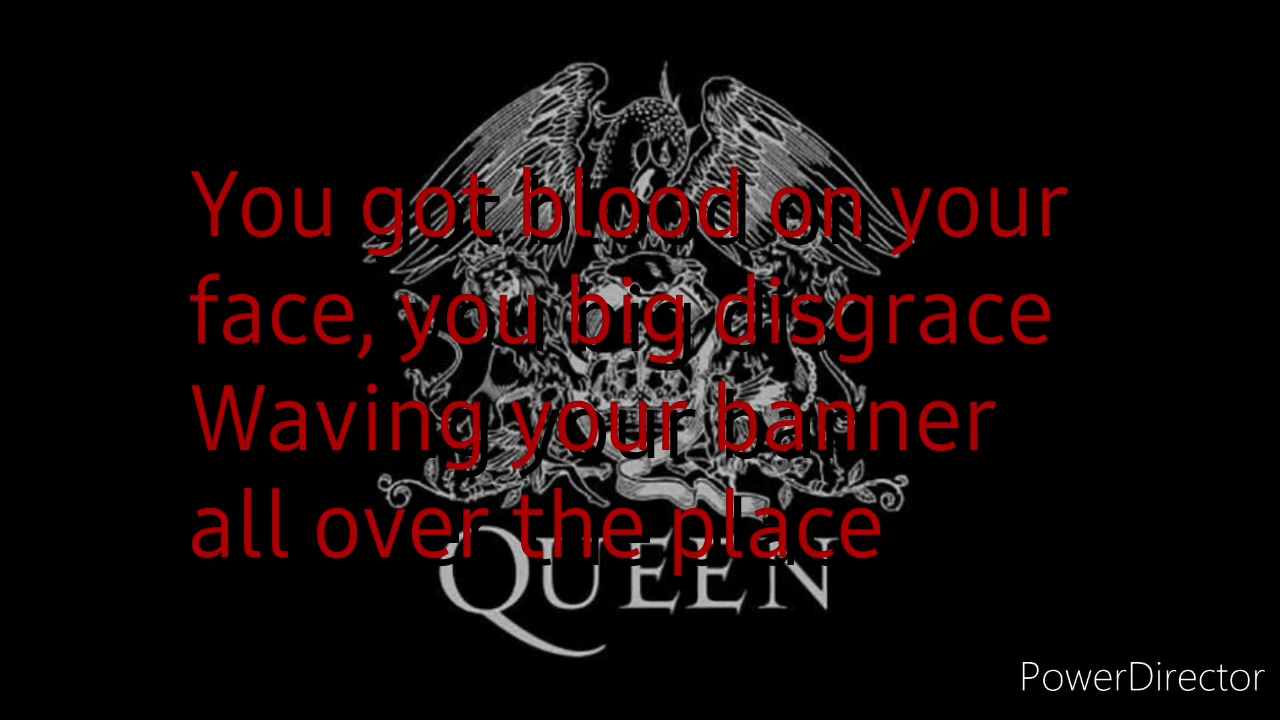 You got blood on your
face, you big disgrace
Waving your banner
all over the place
QUEEN
PowerDirector